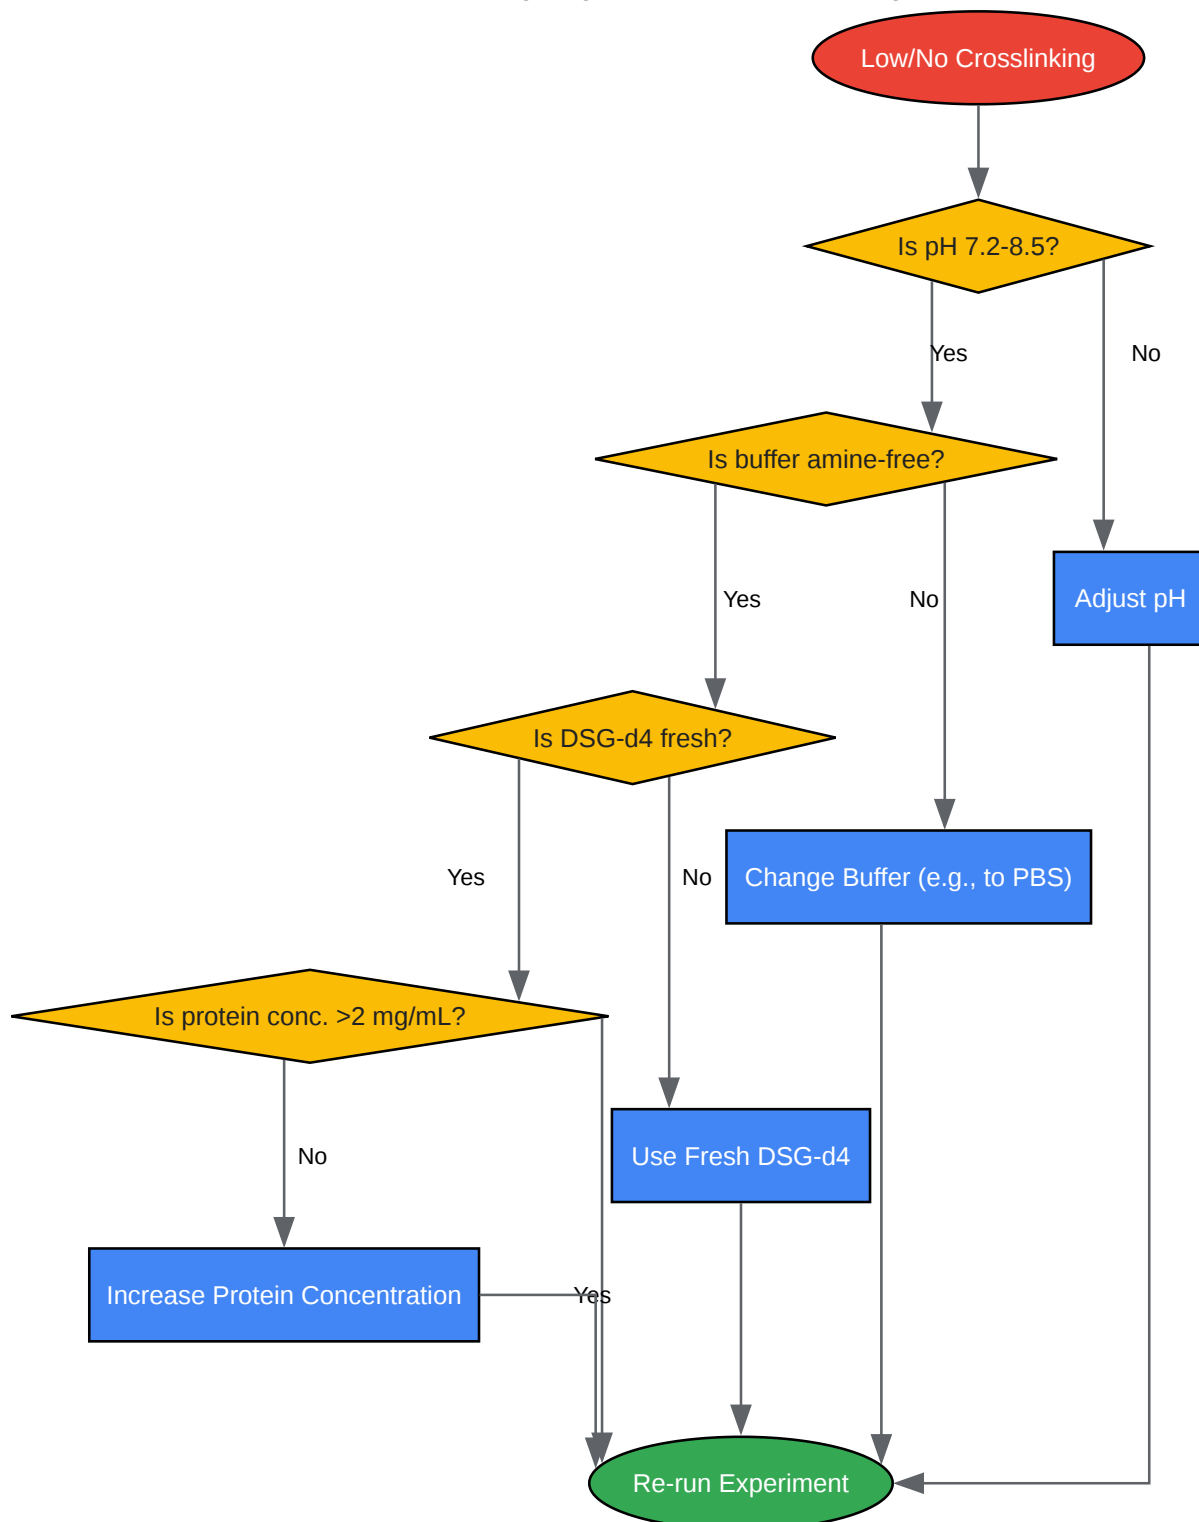 Low/No Crosslinking
Is pH 7.2-8.5?
Yes
No
Is buffer amine-free?
Yes
No
Adjust pH
Is DSG-d4 fresh?
Yes
No
Change Buffer (e.g., to PBS)
Is protein conc. >2 mg/mL?
No
Use Fresh DSG-d4
Increase Protein Concentration
Yes
Re-run Experiment